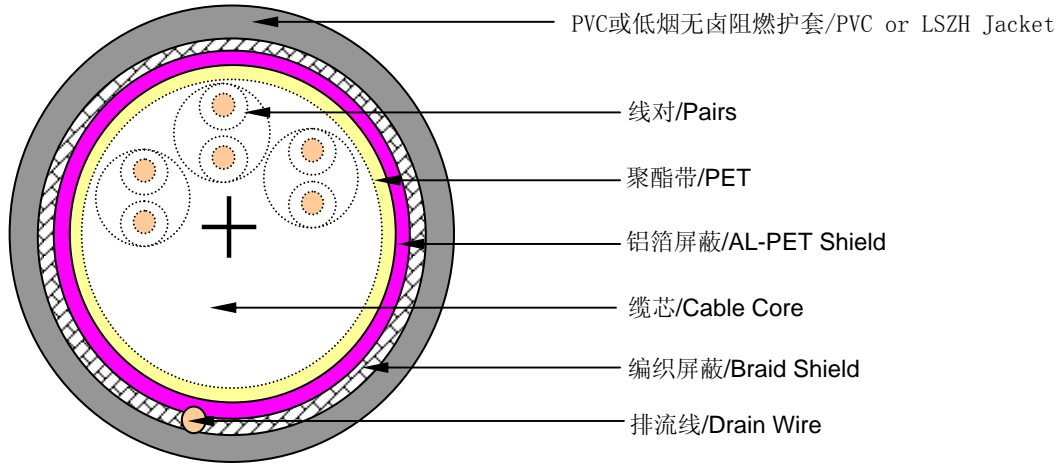 PVC或低烟无卤阻燃护套/PVC or LSZH Jacket
线对/Pairs
聚酯带/PET
铝箔屏蔽/AL-PET Shield
缆芯/Cable Core
编织屏蔽/Braid Shield
排流线/Drain Wire